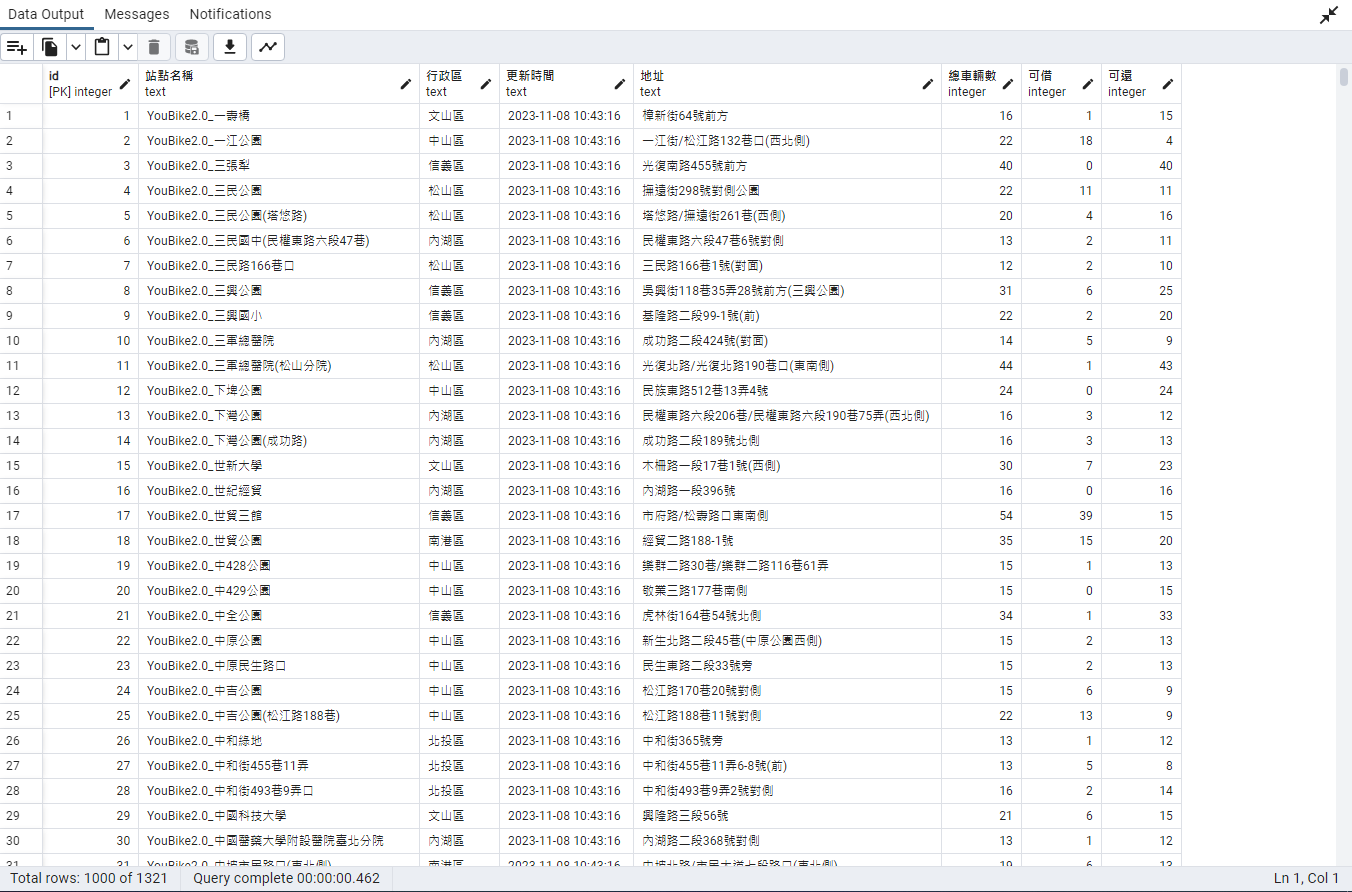 Data Output Messages Notifications
id 站點名稱 行政區 更新時間 地址 總車輛數 可借 可還
[PK] integer text text text text integer integer integer
1 1 YouBike2.0_一壽橋 文山區 2023-11-08 10:43:16 樟新街64號前方 16 1 15
2 2 YouBike2.0_一江公園 中山區 2023-11-08 10:43:16 一江街/松江路132巷口(西北側) 22 18 4
3 3 YouBike2.0_三張犁 信義區 2023-11-08 10:43:16 光復南路455號前方 40 0 40
4 4 YouBike2.0_三民公園 松山區 2023-11-08 10:43:16 撫遠街298號對側公園 22 11 11
5 5 YouBike2.0_三民公園(塔悠路) 松山區 2023-11-08 10:43:16 塔悠路/撫遠街261巷(西側) 20 4 16
6 6 YouBike2.0_三民國中(民權東路六段47巷) 內湖區 2023-11-08 10:43:16 民權東路六段47巷6號對側 13 2 11
7 7 YouBike2.0_三民路166巷口 松山區 2023-11-08 10:43:16 三民路166巷1號(對面) 12 2 10
8 8 YouBike2.0_三興公園 信義區 2023-11-08 10:43:16 吳興街118巷35弄28號前方(三興公園) 31 6 25
9 9 YouBike2.0_三興國小 信義區 2023-11-08 10:43:16 基隆路二段99-1號(前) 22 2 20
10 10 YouBike2.0_三軍總醫院 內湖區 2023-11-08 10:43:16 成功路二段424號(對面) 14 5 9
11 11 YouBike2.0_三軍總醫院(松山分院) 松山區 2023-11-08 10:43:16 光復北路/光復北路190巷口(東南側) 44 1 43
12 12 YouBike2.0_下埤公園 中山區 2023-11-08 10:43:16 民族東路512巷13弄4號 24 0 24
13 13 YouBike2.0_下灣公園 內湖區 2023-11-08 10:43:16 民權東路六段206巷/民權東路六段190巷75弄(西北側) 16 3 12
14 14 YouBike2.0_下灣公園(成功路) 內湖區 2023-11-08 10:43:16 成功路二段189號北側 16 3 13
15 15 YouBike2.0_世新大學 文山區 2023-11-08 10:43:16 木柵路一段17巷1號(西側) 30 7 23
16 16 YouBike2.0_世紀經貿 內湖區 2023-11-08 10:43:16 內湖路一段396號 16 0 16
17 17 YouBike2.0_世貿三館 信義區 2023-11-08 10:43:16 市府路/松壽路口東南側 54 39 15
18 18 YouBike2.0_世貿公園 南港區 2023-11-08 10:43:16 經貿二路188-1號 35 15 20
19 19 YouBike2.0_中428公園 中山區 2023-11-08 10:43:16 樂群二路30巷/樂群二路116巷61弄 15 1 13
20 20 YouBike2.0_中429公園 中山區 2023-11-08 10:43:16 敬業三路177巷南側 15 0 15
21 21 YouBike2.0_中全公園 信義區 2023-11-08 10:43:16 虎林街164巷54號北側 34 1 33
22 22 YouBike2.0_中原公園 中山區 2023-11-08 10:43:16 新生北路二段45巷(中原公園西側) 15 2 13
23 23 YouBike2.0_中原民生路口 中山區 2023-11-08 10:43:16 民生東路二段33號旁 15 2 13
24 24 YouBike2.0_中吉公園 中山區 2023-11-08 10:43:16 松江路170巷20號對側 15 6 9
25 25 YouBike2.0_中吉公園(松江路188巷) 中山區 2023-11-08 10:43:16 松江路188巷11號對側 22 13 9
26 26 YouBike2.0_中和綠地 北投區 2023-11-08 10:43:16 中和街365號旁 13 1 12
27 27 YouBike2.0_中和街455巷11弄 北投區 2023-11-08 10:43:16 中和街455巷11弄6-8號(前) 13 5 8
28 28 YouBike2.0_中和街493巷9弄口 北投區 2023-11-08 10:43:16 中和街493巷9弄2號對側 16 2 14
29 29 YouBike2.0_中國科技大學 文山區 2023-11-08 10:43:16 興隆路三段56號 21 6 15
30 30 YouBike2.0_中國醫藥大學附設醫院臺北分院 內湖區 2023-11-08 10:43:16 內湖路二段368號對側 13 1 12
31 31 YouBike2.0_中坡市民路口(東北側) 南港區 2023-11-08 10:43:16 中坡北路/市民大道七段路口(東北側) 19 6 13
Total rows: 1000 of 1321 Query complete 00:00:00.462 Ln 1, Col 1